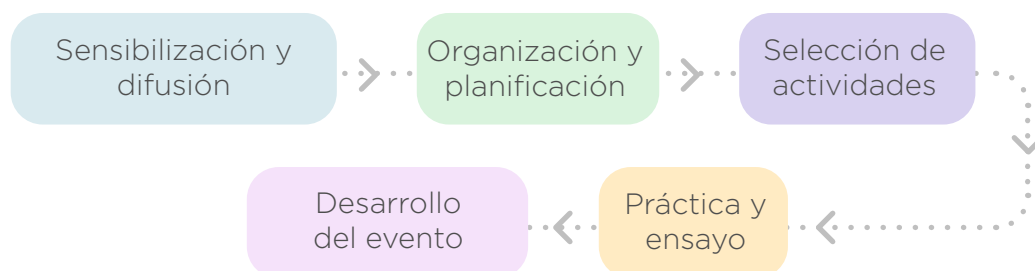 Sensibilización y
difusión
Organización y
planificación
Selección de
actividades
Práctica y
ensayo
Desarrollo
del evento